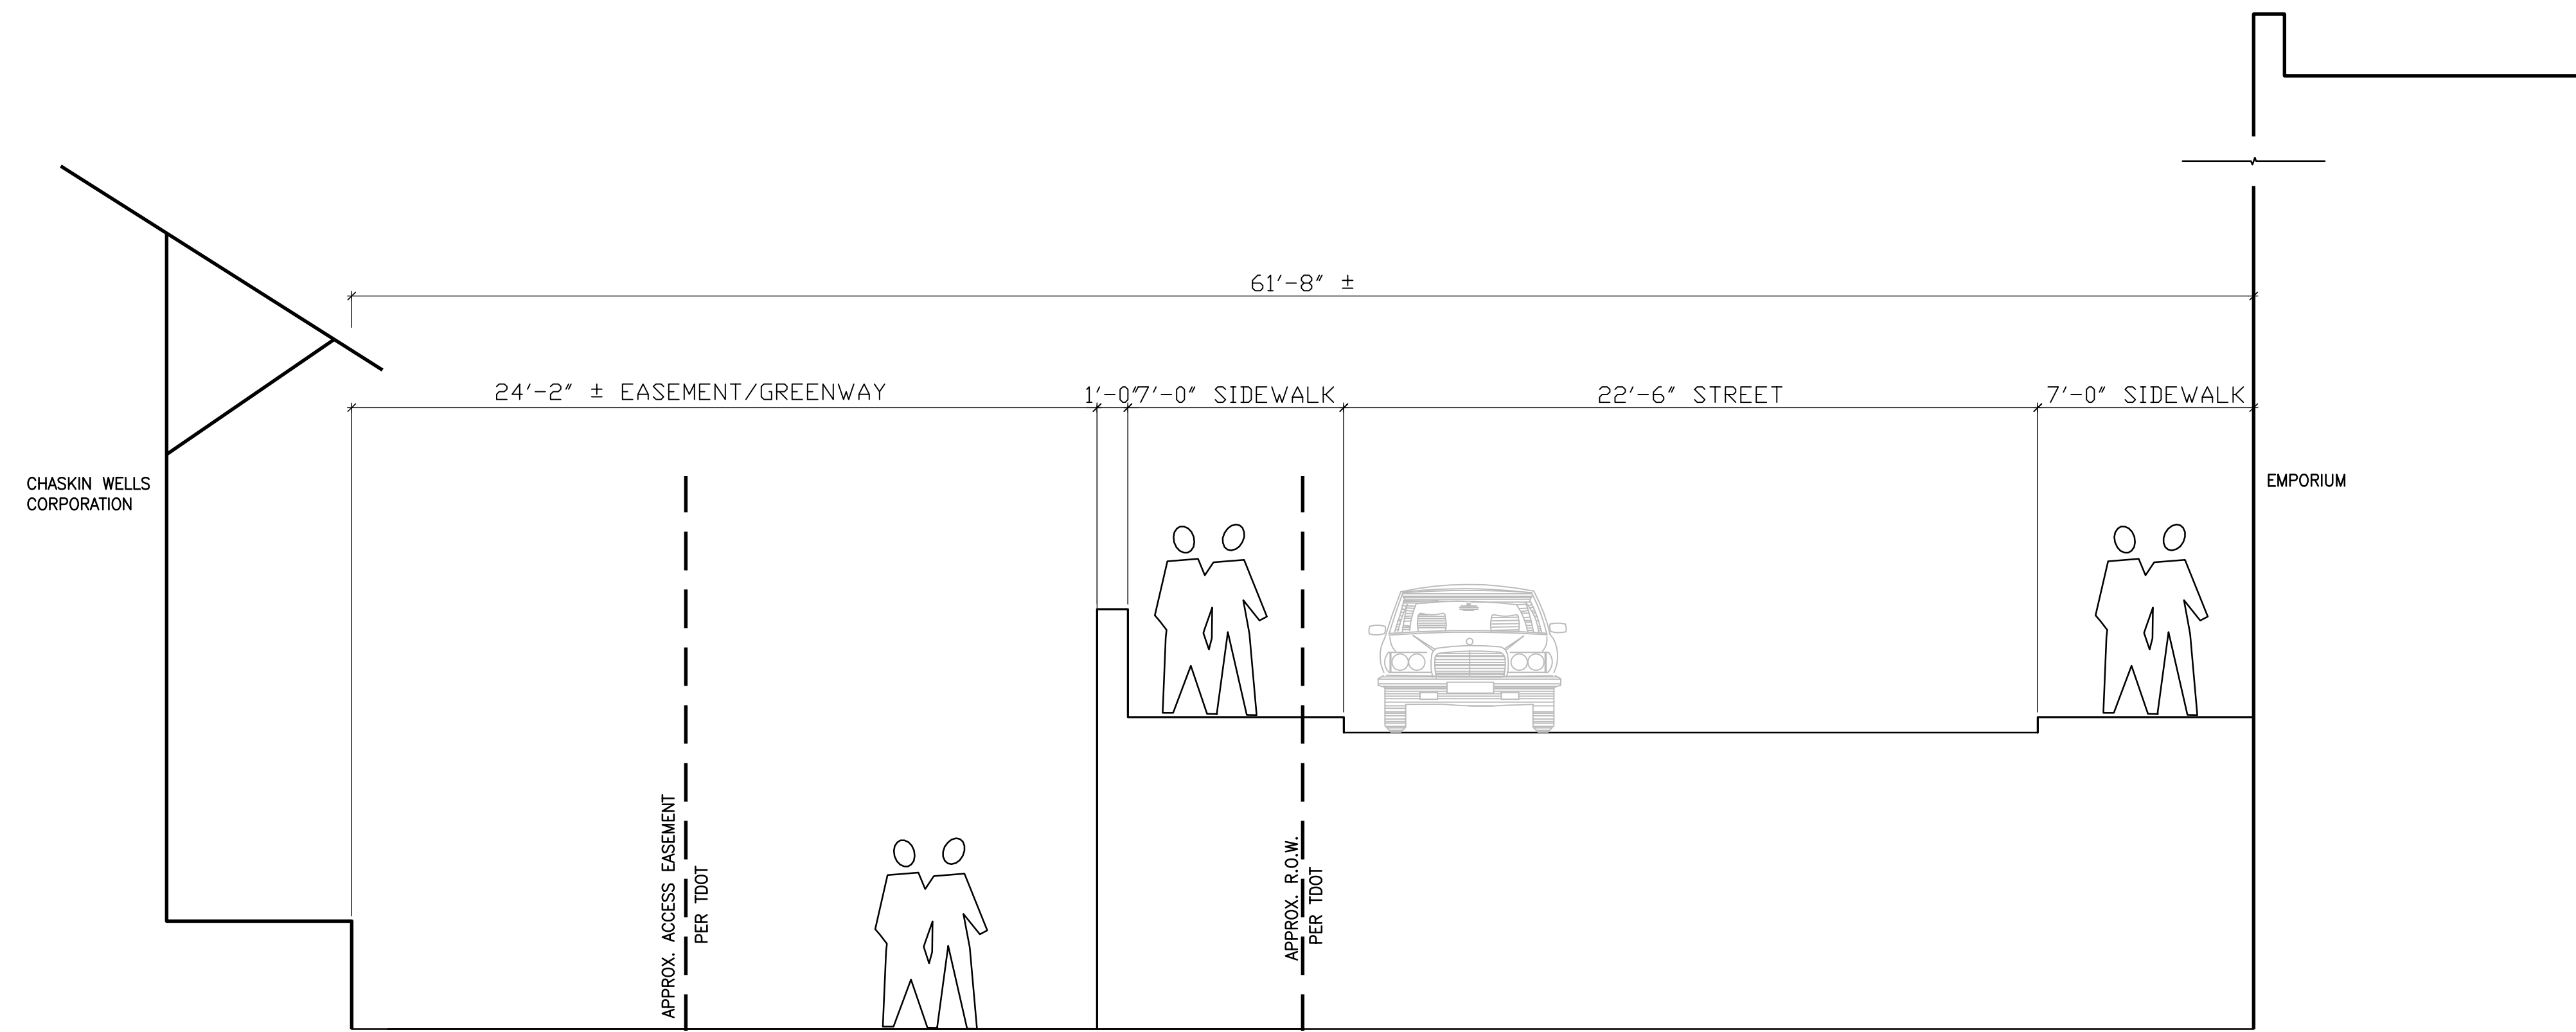 61'-8" ±
24'-2" ± EASEMENT/GREENWAY
1'-0"
7'-0" SIDEWALK
22'-6" STREET
7'-0" SIDEWALK
CHASKIN WELLS
CORPORATION
EMPORIUM
APPROX. ACCESS EASEMENT
PER TDOT
APPROX. R.O.W.
PER TDOT